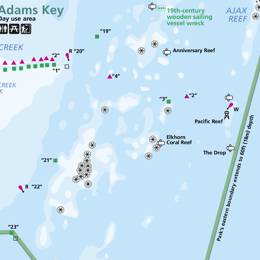 Adams Key
Day use area
CREEK
CREEK
R "20"
"1"
"2"
"19"
"4"
19th-century
wooden sailing
vessel wreck
AJAX
REEF
Anniversary Reef
"3"
"2"
W
Pacific Reef
Elkhorn
Coral Reef
The Drop
"21"
R "22"
"23"
Park's eastern boundary extends to 60ft (18m) depth